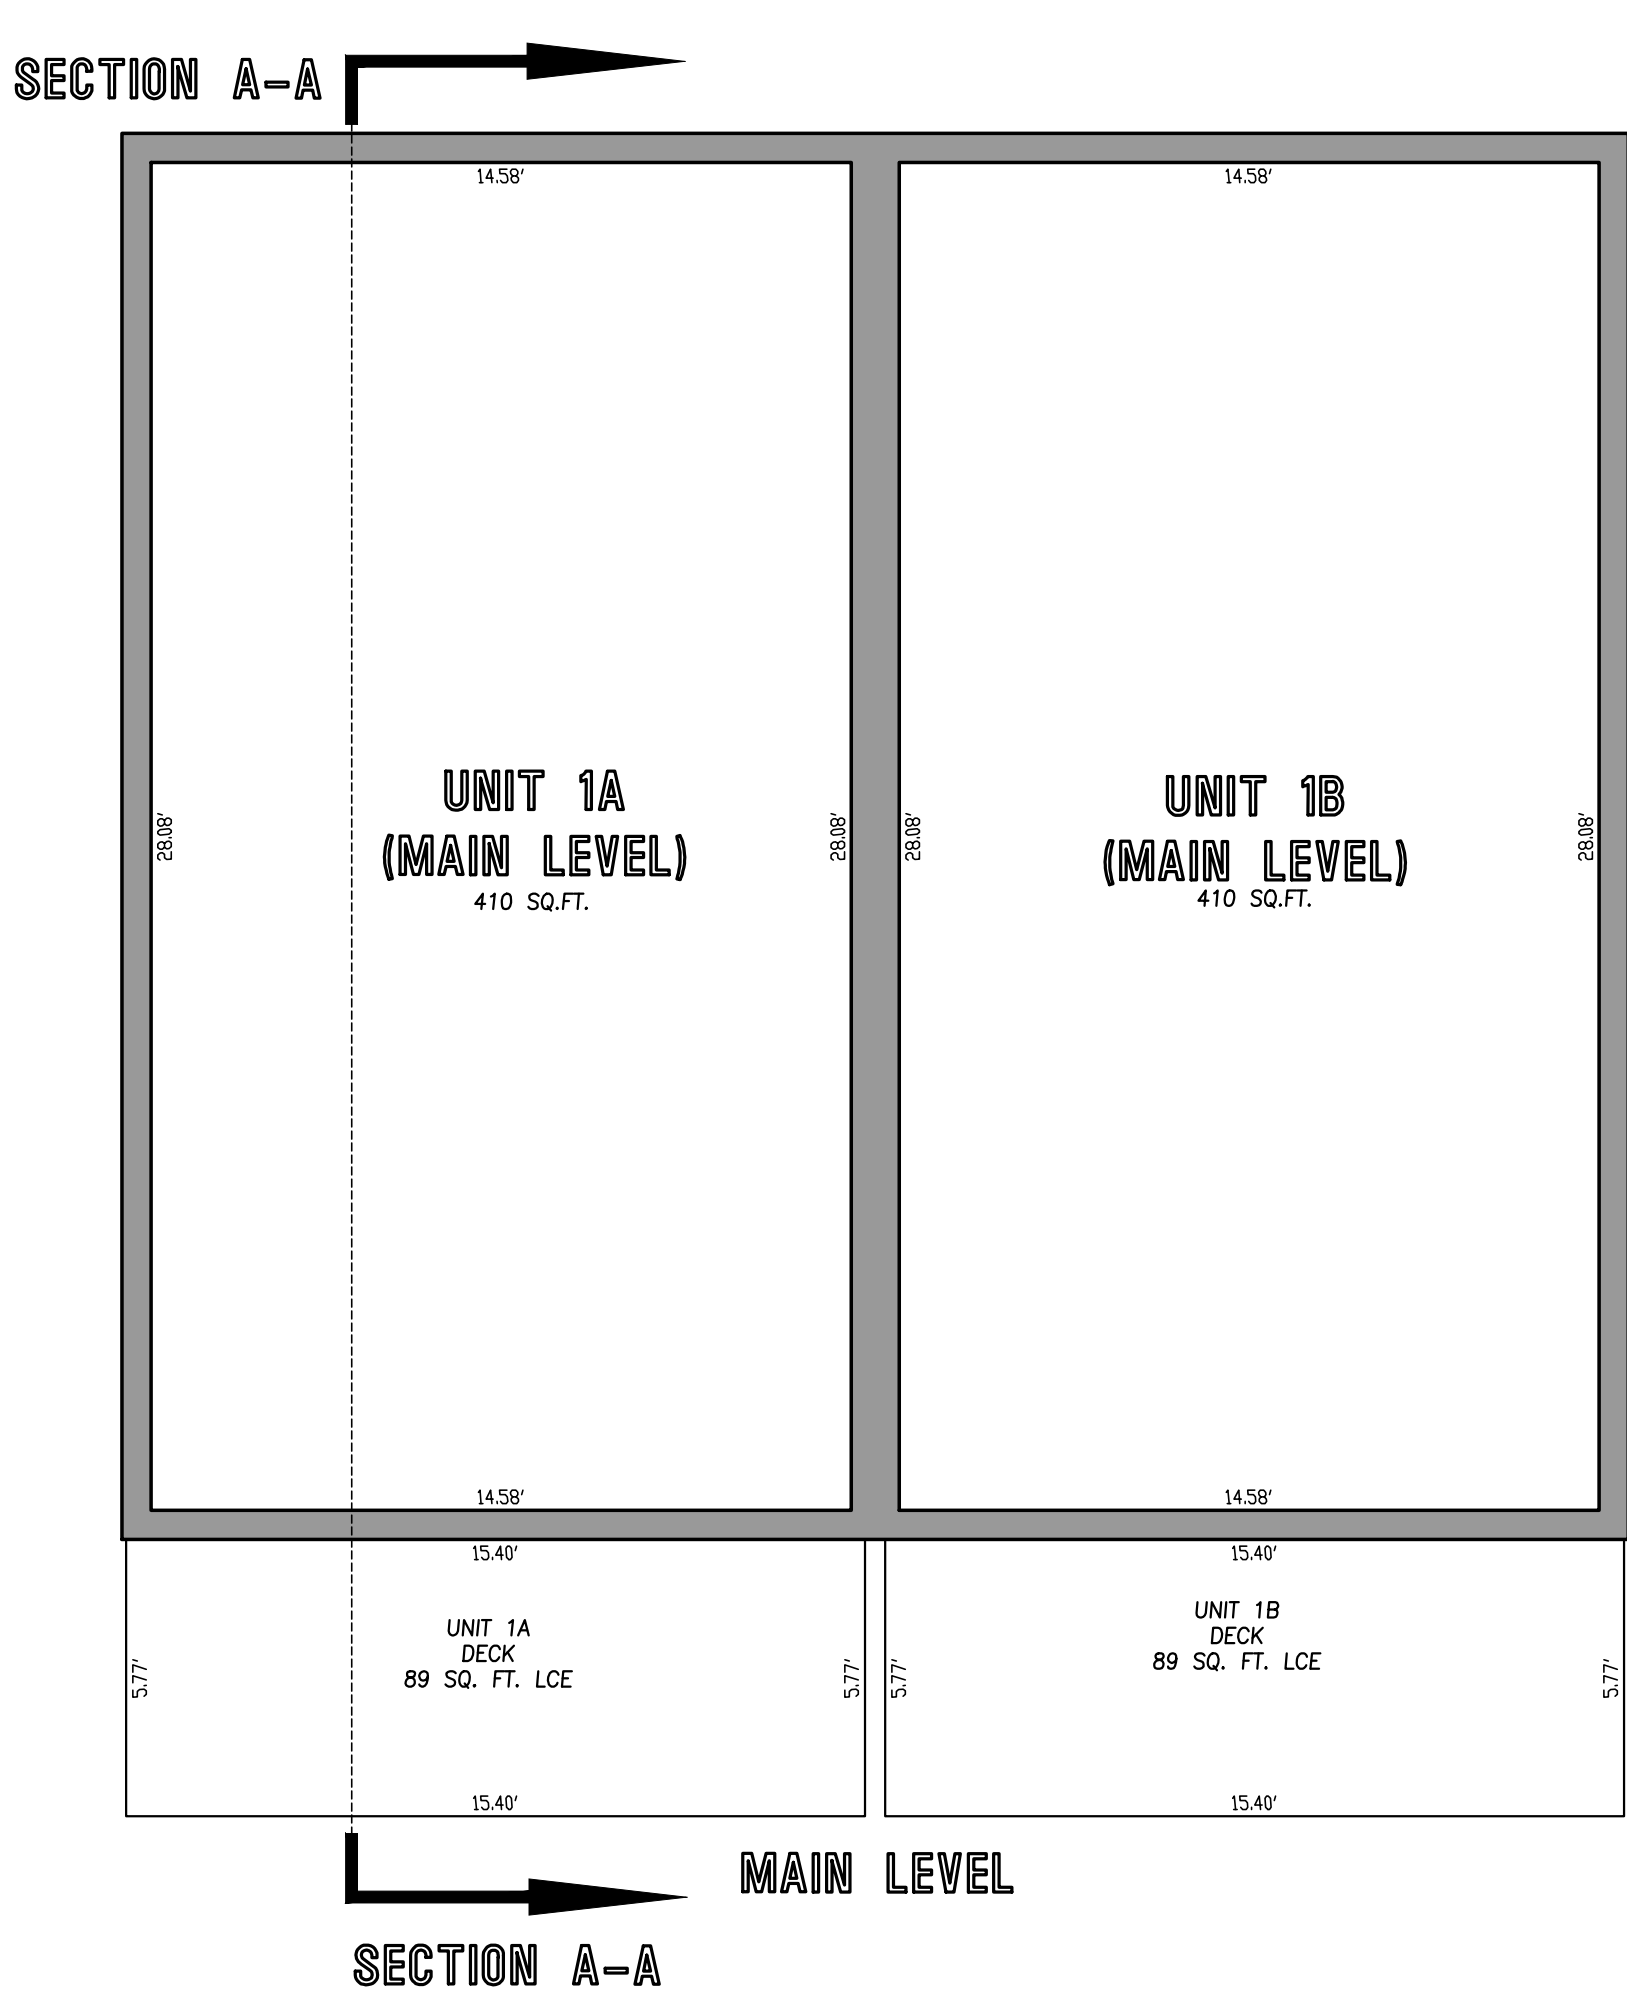 SECTION A-A
14.58'
14.58'
UNIT 1A
(MAIN LEVEL)
410 SQ.FT.
28.08'
28.08'
UNIT 1B
(MAIN LEVEL)
410 SQ.FT.
28.08'
28.08'
14.58'
14.58'
15.40'
15.40'
UNIT 1A
DECK
89 SQ. FT. LCE
5.77'
5.77'
UNIT 1B
DECK
89 SQ. FT. LCE
5.77'
5.77'
15.40'
15.40'
MAIN LEVEL
SECTION A-A